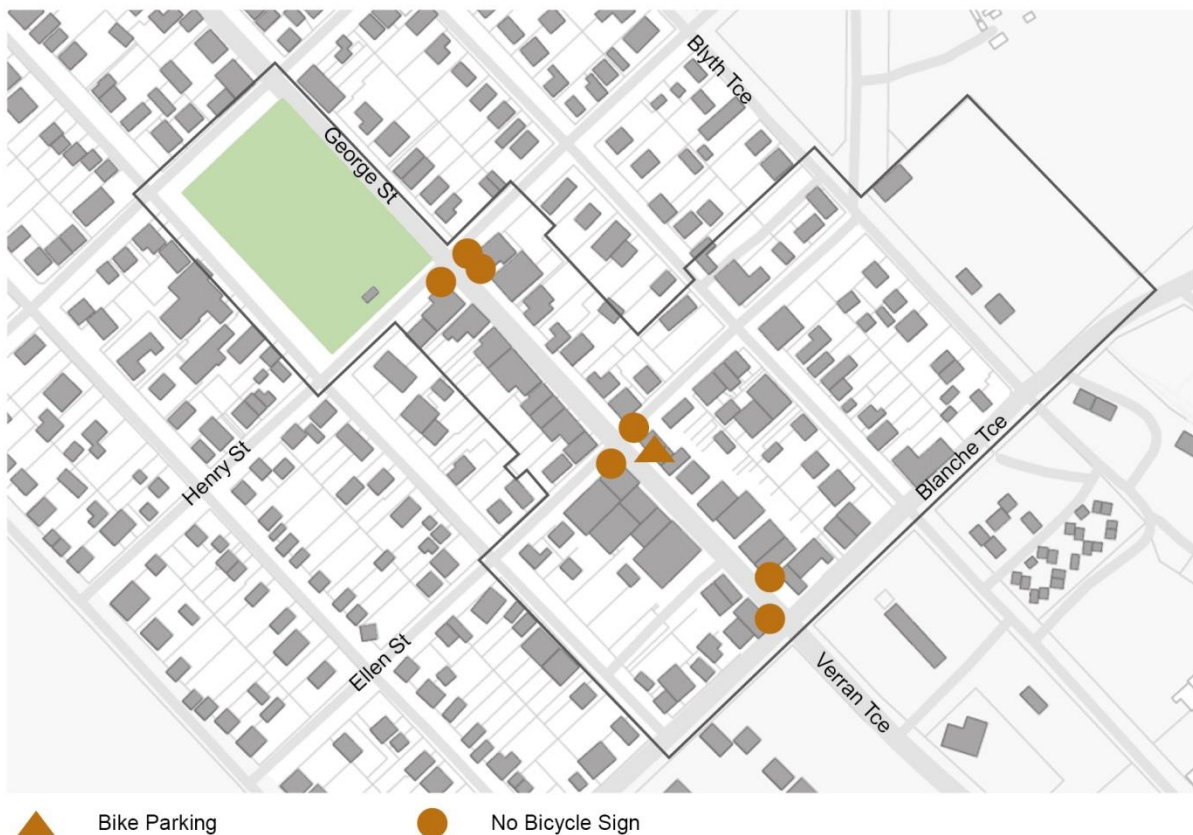 Blyth Tce
George St
Henry St
Blanche Tce
Ellen St
Verran Tce
Bike Parking
No Bicycle Sign